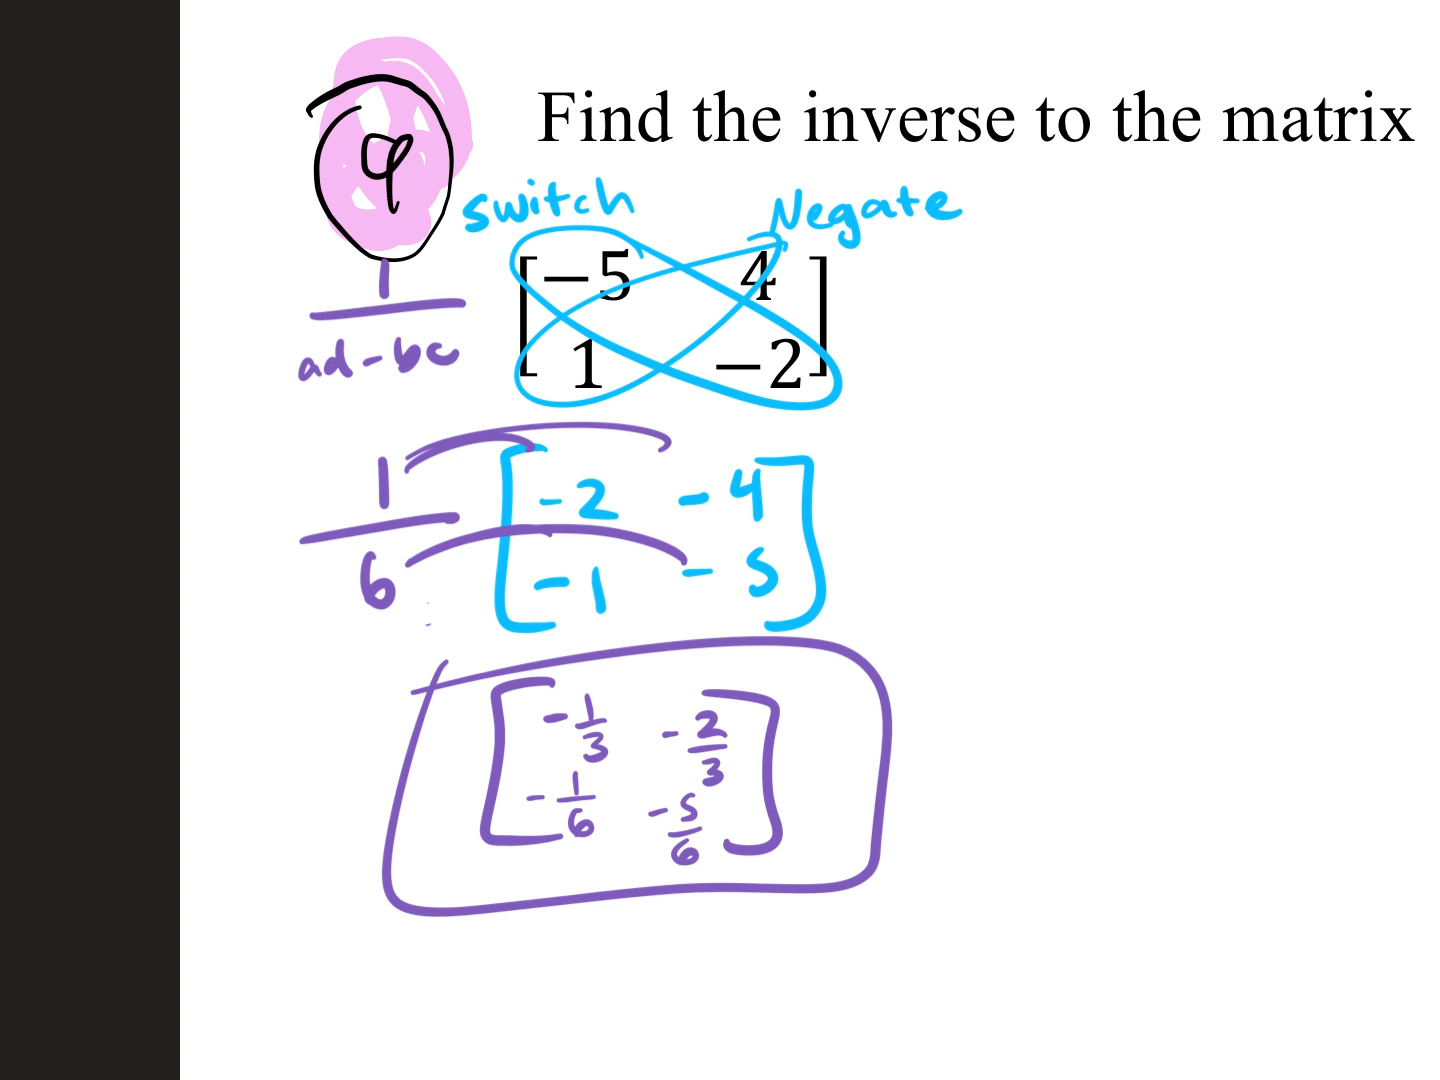 4 Find the inverse to the matrix
switch Negate
[ −5 4 ]
[ 1 −2 ]
1
ad - bc
1/6 [ -2 -4 ]
[ -1 -5 ]
[ -1/3 -2/3 ]
[ -1/6 -5/6 ]